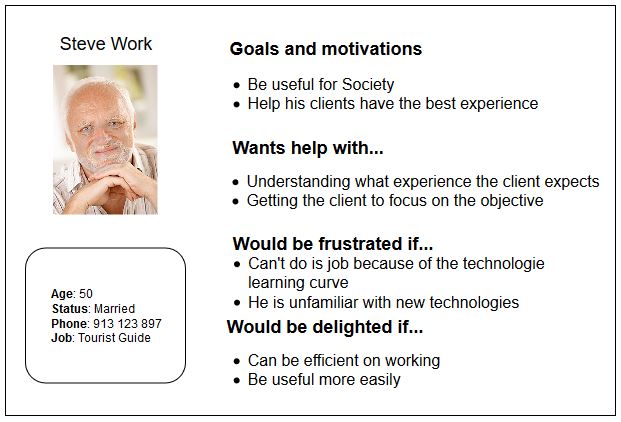 Steve Work
Age: 50
Status: Married
Phone: 913 123 897
Job: Tourist Guide
Goals and motivations
Be useful for Society
Help his clients have the best experience
Wants help with...
Understanding what experience the client expects
Getting the client to focus on the objective
Would be frustrated if...
Can't do is job because of the technologie
learning curve
He is unfamiliar with new technologies
Would be delighted if...
Can be efficient on working
Be useful more easily